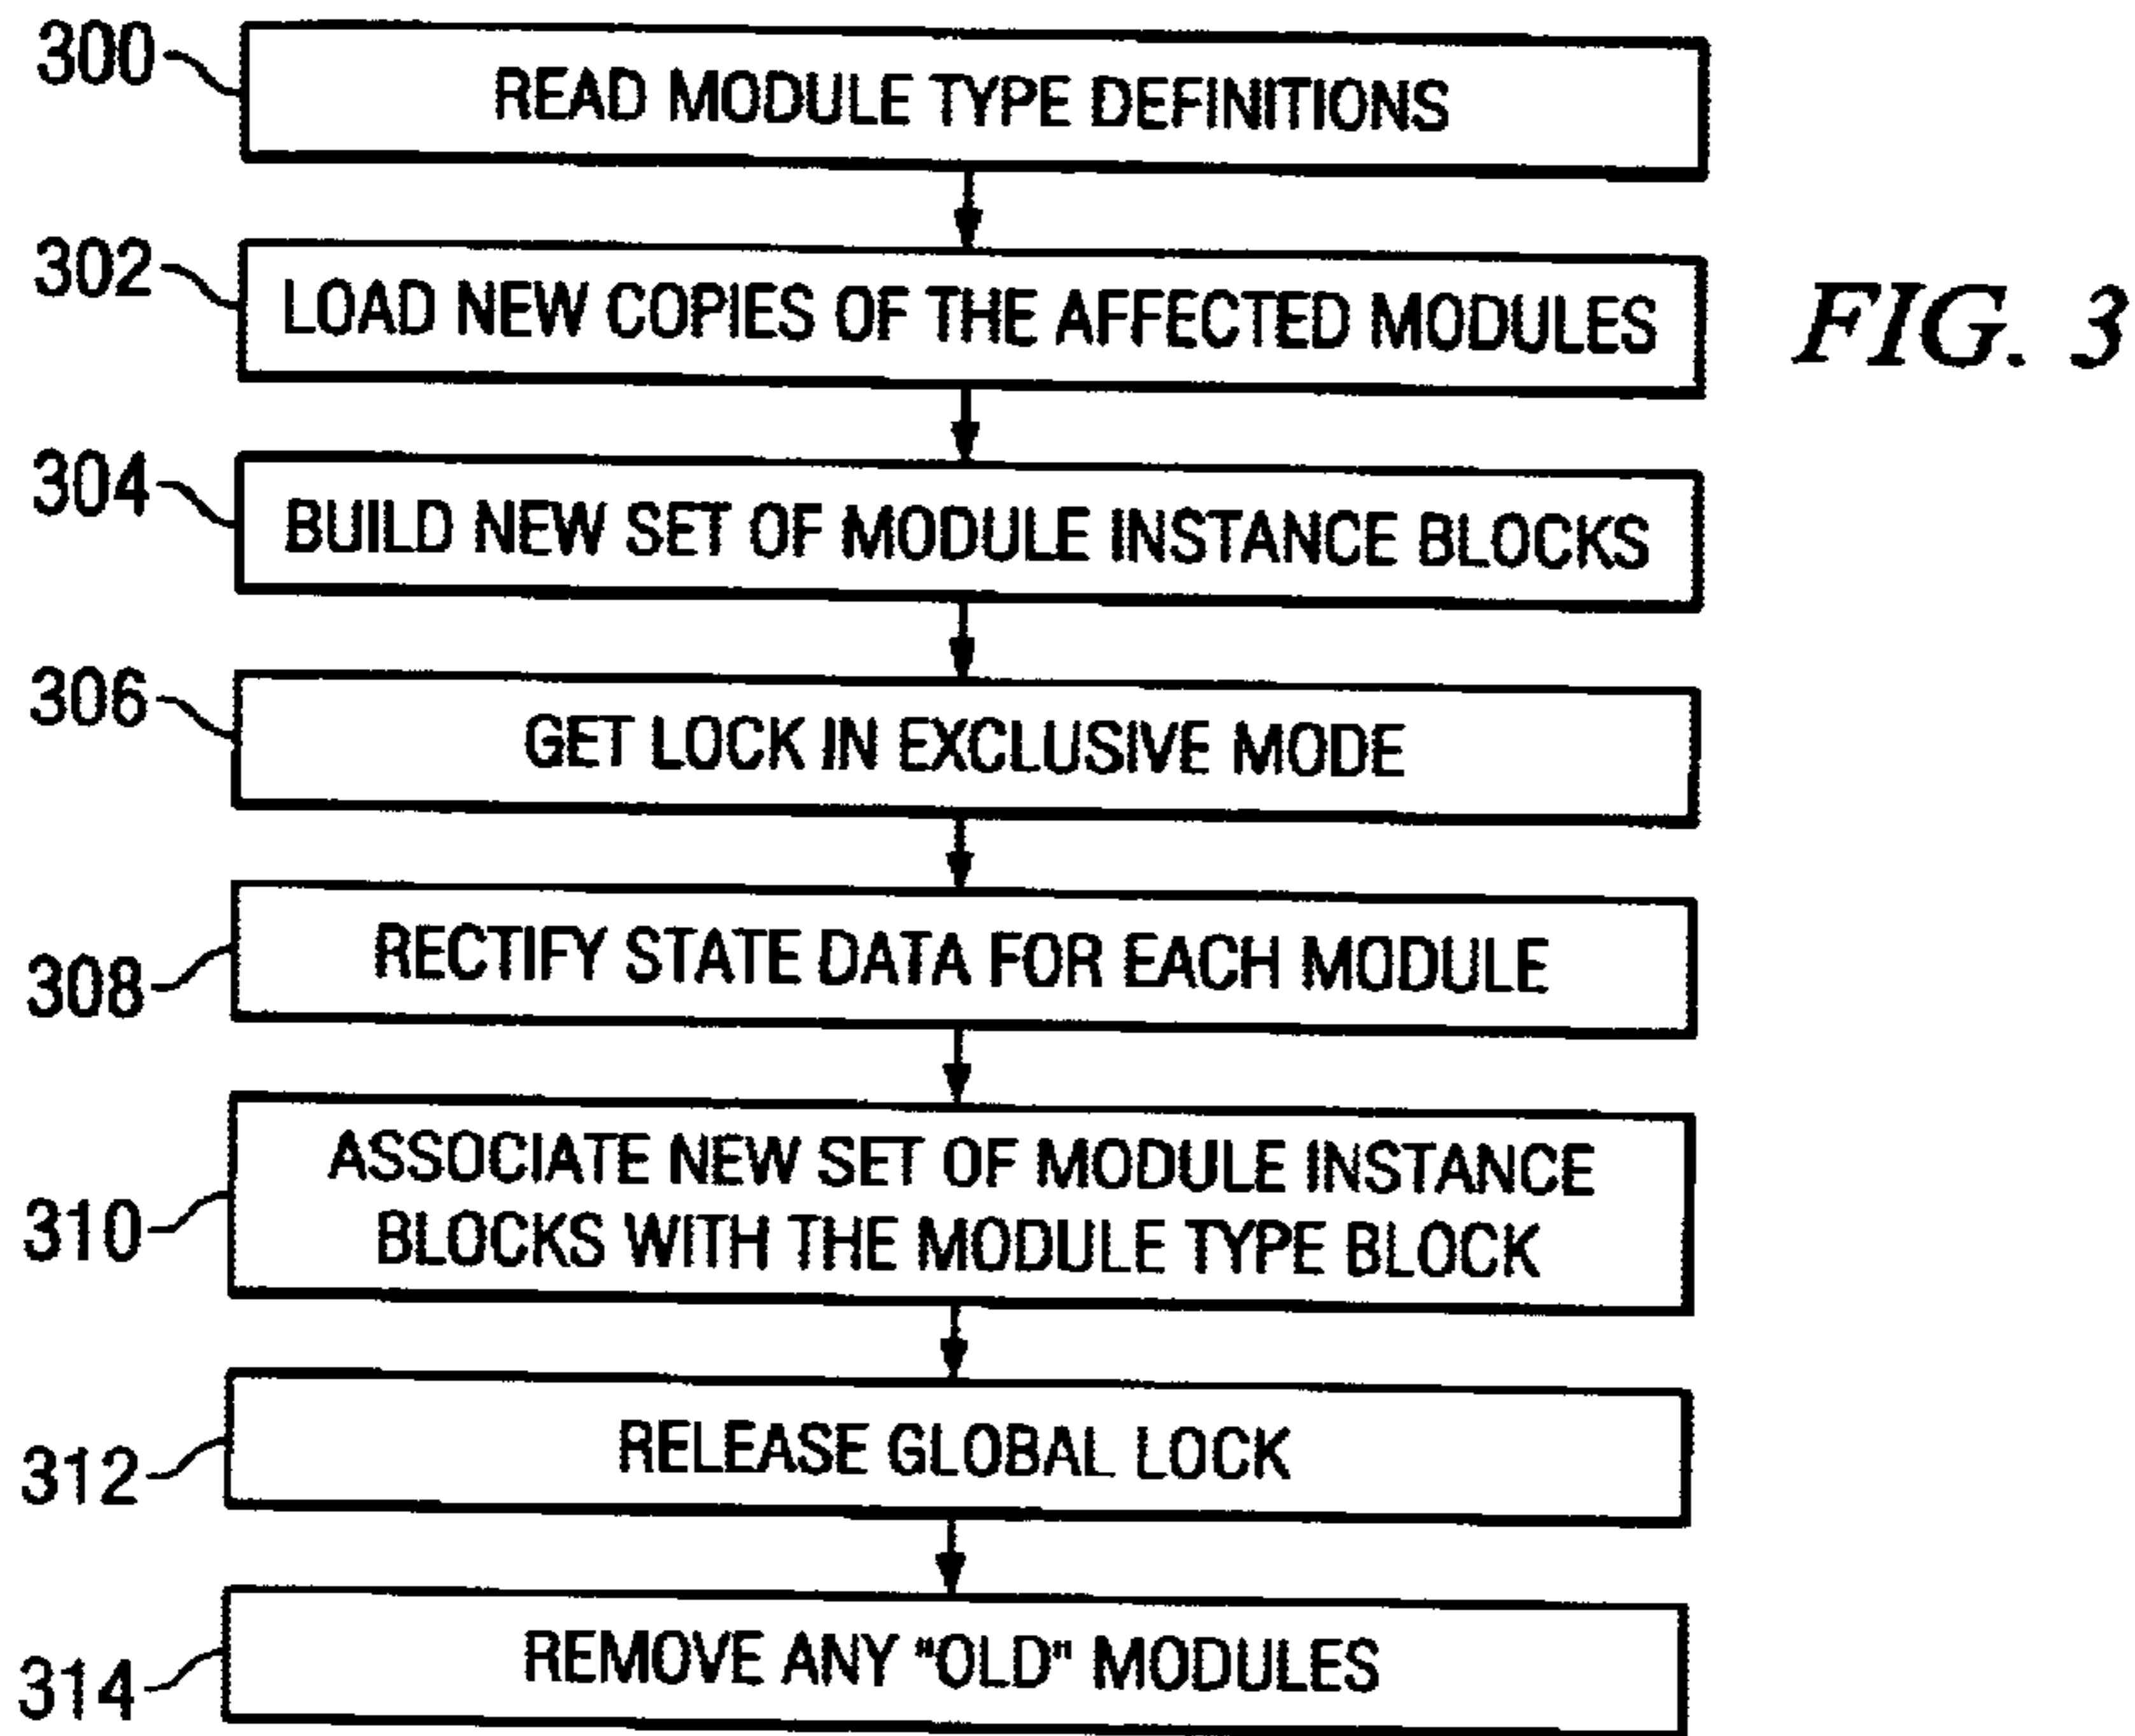 300
READ MODULE TYPE DEFINITIONS
302
LOAD NEW COPIES OF THE AFFECTED MODULES
FIG. 3
304
BUILD NEW SET OF MODULE INSTANCE BLOCKS
306
GET LOCK IN EXCLUSIVE MODE
308
RECTIFY STATE DATA FOR EACH MODULE
310
ASSOCIATE NEW SET OF MODULE INSTANCE
BLOCKS WITH THE MODULE TYPE BLOCK
312
RELEASE GLOBAL LOCK
314
REMOVE ANY "OLD" MODULES